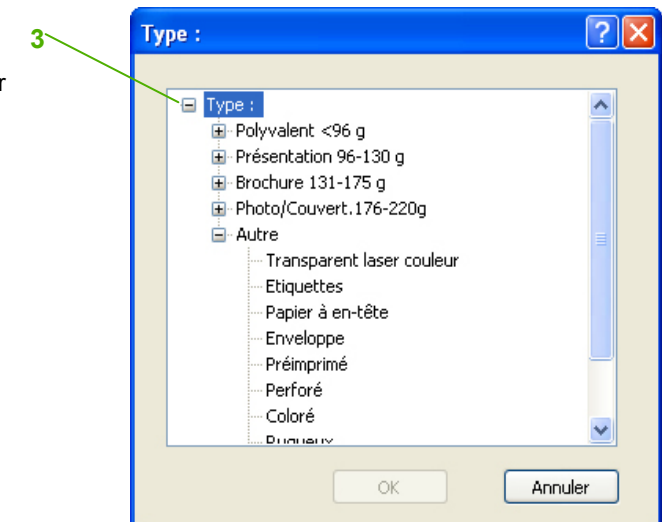 Type :
3
r
Type :
Polyvalent <96 g
Présentation 96-130 g
Brochure 131-175 g
Photo/Couvert.176-220g
Autre
Transparent laser couleur
Etiquettes
Papier à en-tête
Enveloppe
Préimprimé
Perforé
Coloré
Rugueux
OK
Annuler